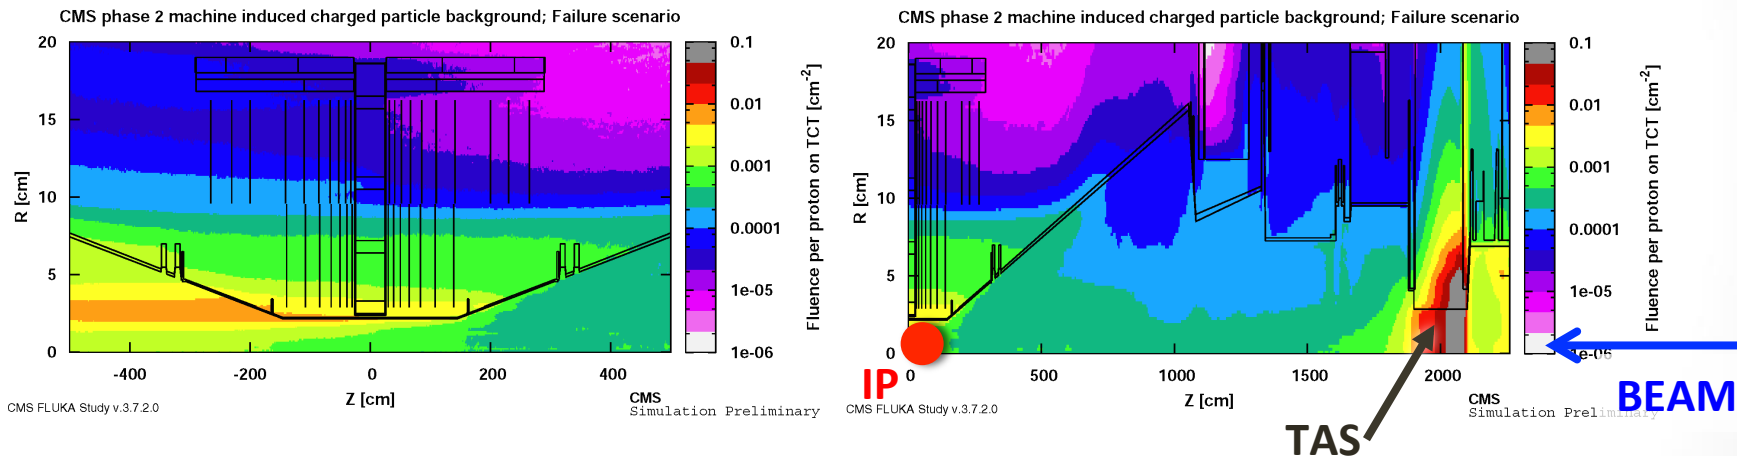 CMS phase 2 machine induced charged particle background; Failure scenario
20
15
10
5
0
R [cm]
-400
-200
0
200
400
Z [cm]
0.1
0.01
0.001
0.0001
1e-05
1e-06
Fluence per proton on TCT [cm-2]
CMS FLUKA Study v.3.7.2.0
CMS
Simulation Preliminary
CMS phase 2 machine induced charged particle background; Failure scenario
20
15
10
5
0
R [cm]
0
500
1000
1500
2000
Z [cm]
0.1
0.01
0.001
0.0001
1e-05
1e-06
Fluence per proton on TCT [cm-2]
IP
BEAM
TAS
CMS FLUKA Study v.3.7.2.0
CMS
Simulation Preliminary